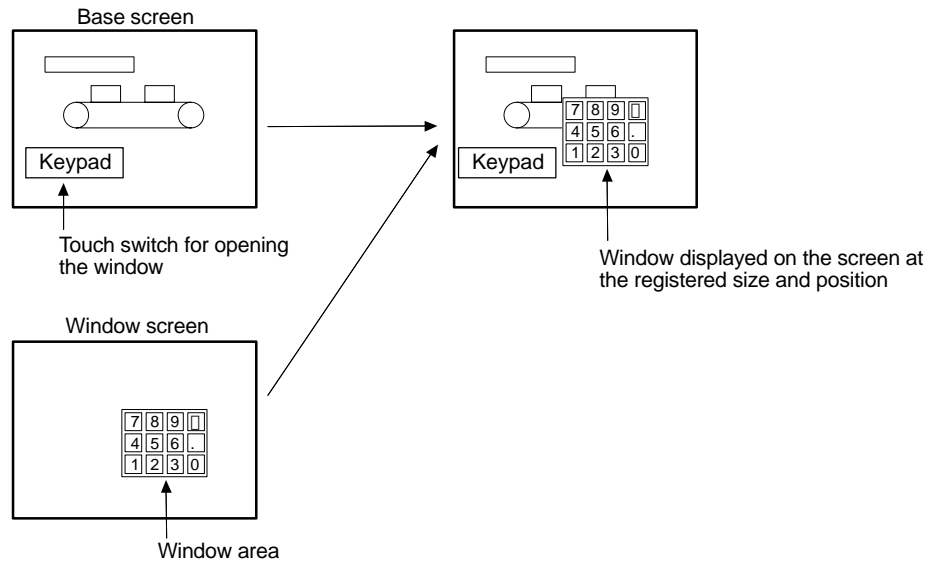 Base screen
Keypad
Touch switch for opening
the window
Keypad
7 8 9
4 5 6 .
1 2 3 0
Window displayed on the screen at
the registered size and position
Window screen
7 8 9
4 5 6 .
1 2 3 0
Window area